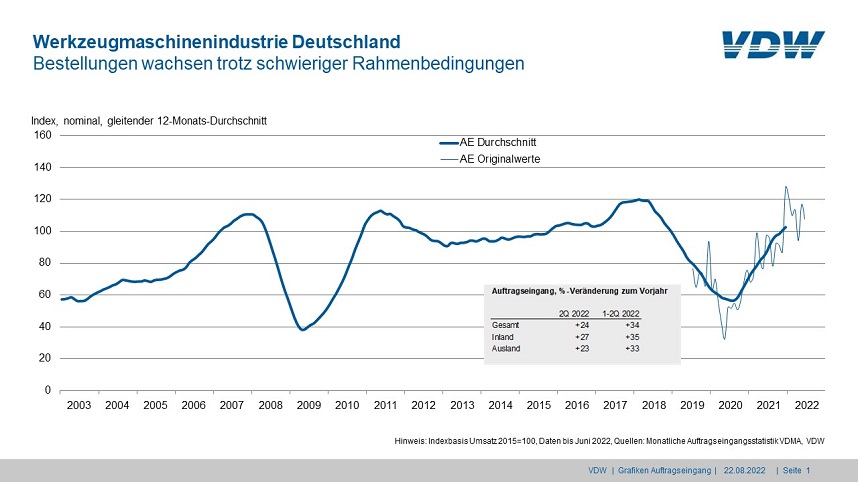 Werkzeugmaschinenindustrie Deutschland
Bestellungen wachsen trotz schwieriger Rahmenbedingungen
VDW
Index, nominal, gleitender 12-Monats-Durchschnitt
160
140
120
100
80
60
40
20
0
AE Durchschnitt
AE Originalwerte
Auftragseingang, % -Veränderung zum Vorjahr
2Q 2022 1-2Q 2022
Gesamt +24 +34
Inland +27 +35
Ausland +23 +33
2003 2004 2005 2006 2007 2008 2009 2010 2011 2012 2013 2014 2015 2016 2017 2018 2019 2020 2021 2022
Hinweis: Indexbasis Umsatz 2015=100, Daten bis Juni 2022, Quellen: Monatliche Auftragseingangsstatistik VDMA, VDW
VDW | Grafiken Auftragseingang | 22.08.2022 | Seite 1